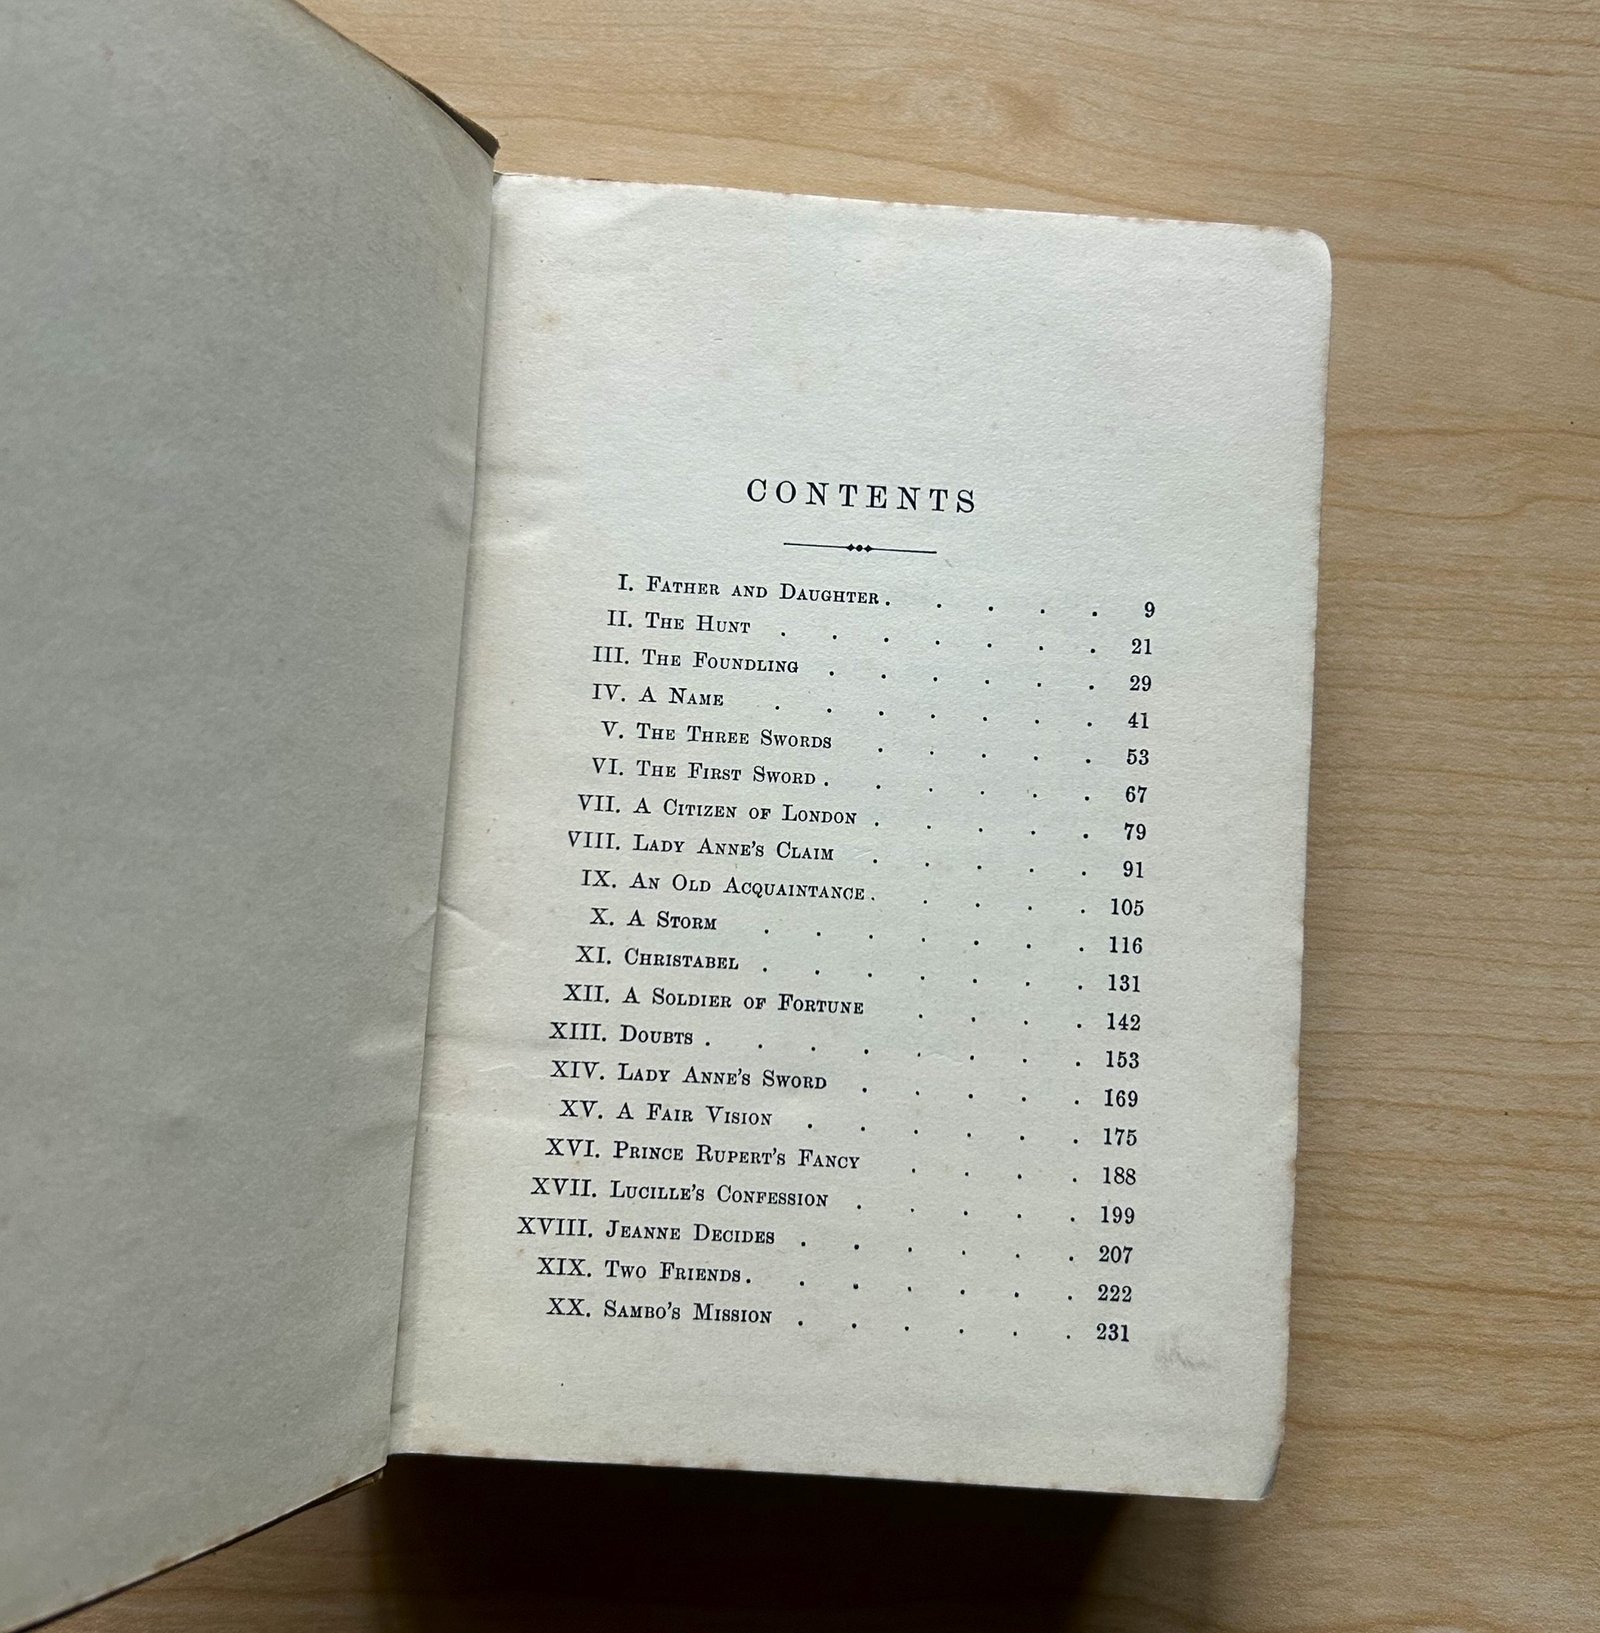 CONTENTS
I. FATHER AND DAUGHTER . . . . . 9
II. THE HUNT . . . . . . . 21
III. THE FOUNDLING . . . . . . 29
IV. A NAME . . . . . . . 41
V. THE THREE SWORDS . . . . . 53
VI. THE FIRST SWORD . . . . . . 67
VII. A CITIZEN OF LONDON . . . . . 79
VIII. LADY ANNE'S CLAIM . . . . . 91
IX. AN OLD ACQUAINTANCE . . . . . 105
X. A STORM . . . . . . . 116
XI. CHRISTABEL . . . . . . . 131
XII. A SOLDIER OF FORTUNE . . . . 142
XIII. DOUBTS . . . . . . . . 153
XIV. LADY ANNE'S SWORD . . . . . 169
XV. A FAIR VISION . . . . . . 175
XVI. PRINCE RUPERT'S FANCY . . . . 188
XVII. LUCILLE'S CONFESSION . . . . . 199
XVIII. JEANNE DECIDES . . . . . . 207
XIX. TWO FRIENDS . . . . . . . 222
XX. SAMBO'S MISSION . . . . . . 231